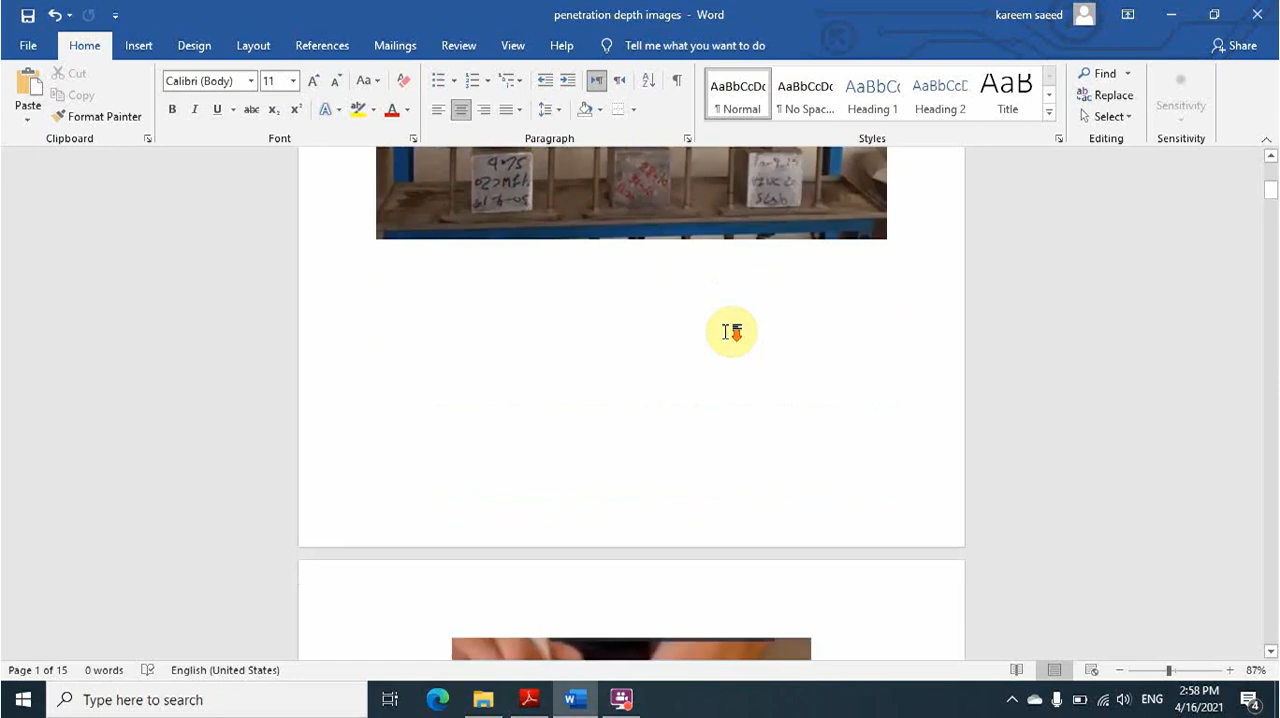 penetration depth images - Word
kareem saeed
File
Home
Insert
Design
Layout
References
Mailings
Review
View
Help
Tell me what you want to do
Share
Paste
Cut
Copy
Format Painter
Clipboard
Calibri (Body)
11
Font
Paragraph
AaBbCcDc
¶ Normal
AaBbCcDc
¶ No Spac...
AaBbCc
Heading 1
AaBbCcD
Heading 2
AaB
Title
Styles
Find
Replace
Select
Editing
Sensitivity
Sensitivity
Page 1 of 15
0 words
English (United States)
87%
Type here to search
ENG
2:58 PM
4/16/2021
4